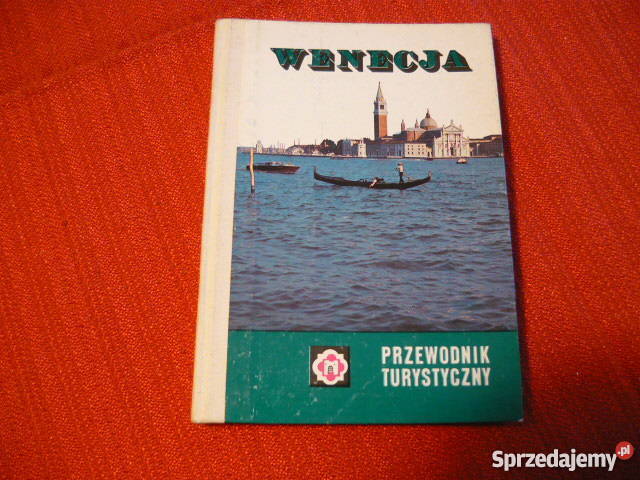 WENECJA
PRZEWODNIK
TURYSTYCZNY
Sprzedajemy.pl